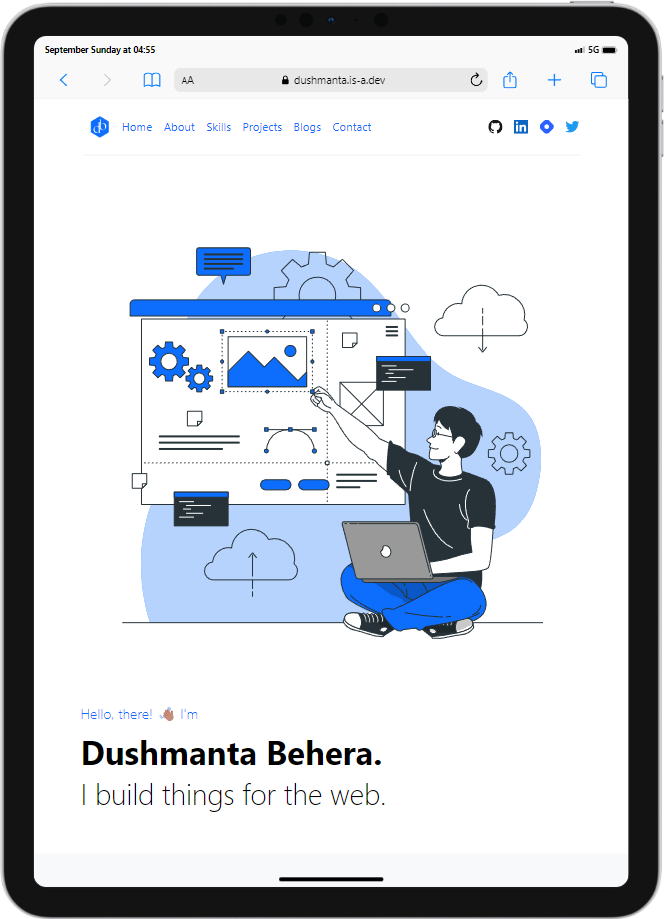 September Sunday at 04:55
5G
AA
dushmanta.is-a.dev
Home About Skills Projects Blogs Contact
in
Hello, there! 👋🏽 I'm
Dushmanta Behera.
I build things for the web.